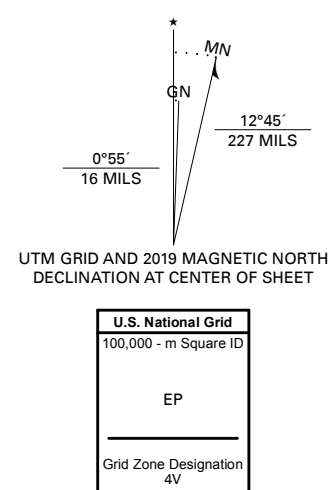 ★
MN
GN
12°45´
227 MILS
0°55´
16 MILS
UTM GRID AND 2019 MAGNETIC NORTH
DECLINATION AT CENTER OF SHEET
U.S. National Grid
100,000 - m Square ID
EP
Grid Zone Designation
4V